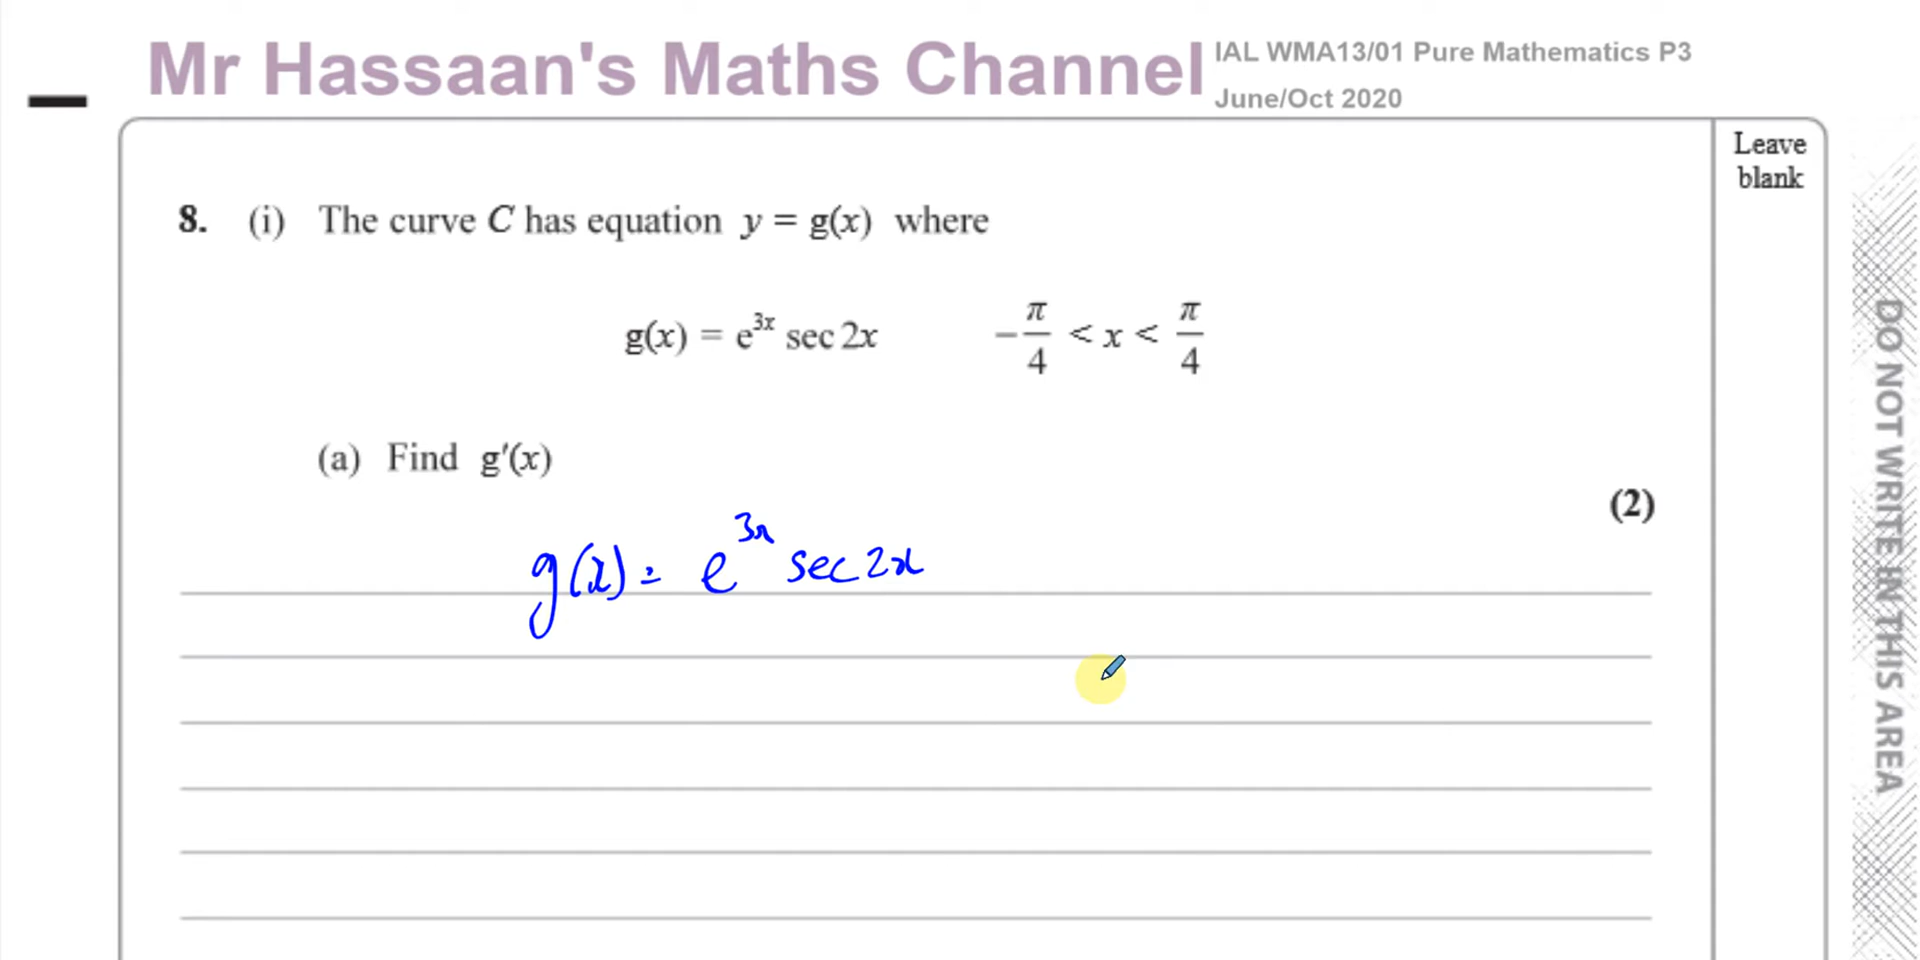 Mr Hassaan's Maths Channel
IAL WMA13/01 Pure Mathematics P3
June/Oct 2020
Leave
blank
8. (i) The curve C has equation y = g(x) where
g(x) = e^{3x} sec 2x   -π/4 < x < π/4
(a) Find g′(x)
(2)
g(x) = e^{3x} sec 2x
DO NOT WRITE IN THIS AREA